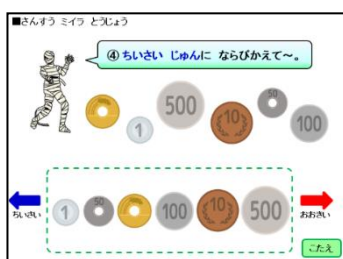 ■さんすう ミイラ とうじょう
④ ちいさい じゅんに ならびかえて～。
1
500
10
50
100
1
50
100
10
500
ちいさい
おおきい
こたえ